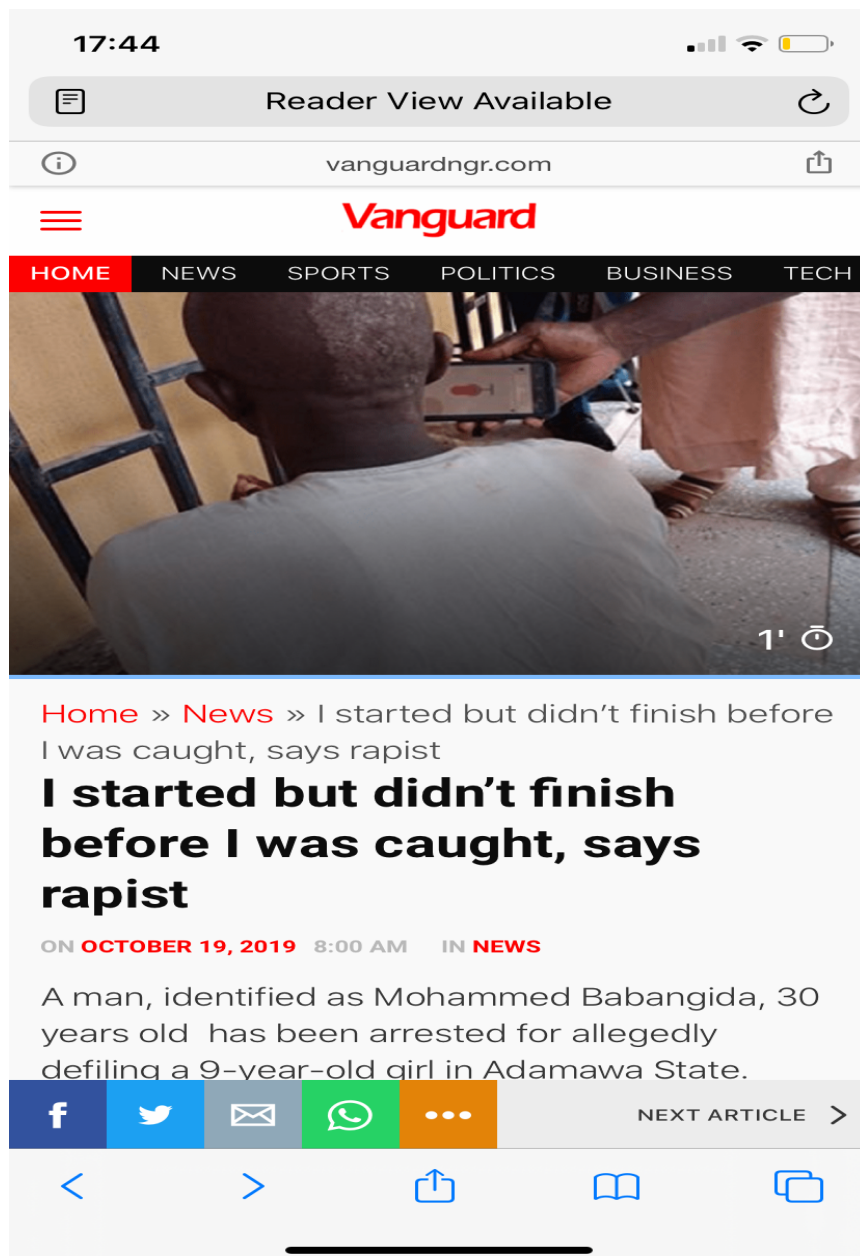 17:44
Reader View Available
vanguardngr.com
Vanguard
HOME NEWS SPORTS POLITICS BUSINESS TECH
1'
Home » News » I started but didn’t finish before
I was caught, says rapist
I started but didn’t finish
before I was caught, says
rapist
ON OCTOBER 19, 2019 8:00 AM IN NEWS
A man, identified as Mohammed Babangida, 30
years old has been arrested for allegedly
defiling a 9-year-old girl in Adamawa State.
f
NEXT ARTICLE >